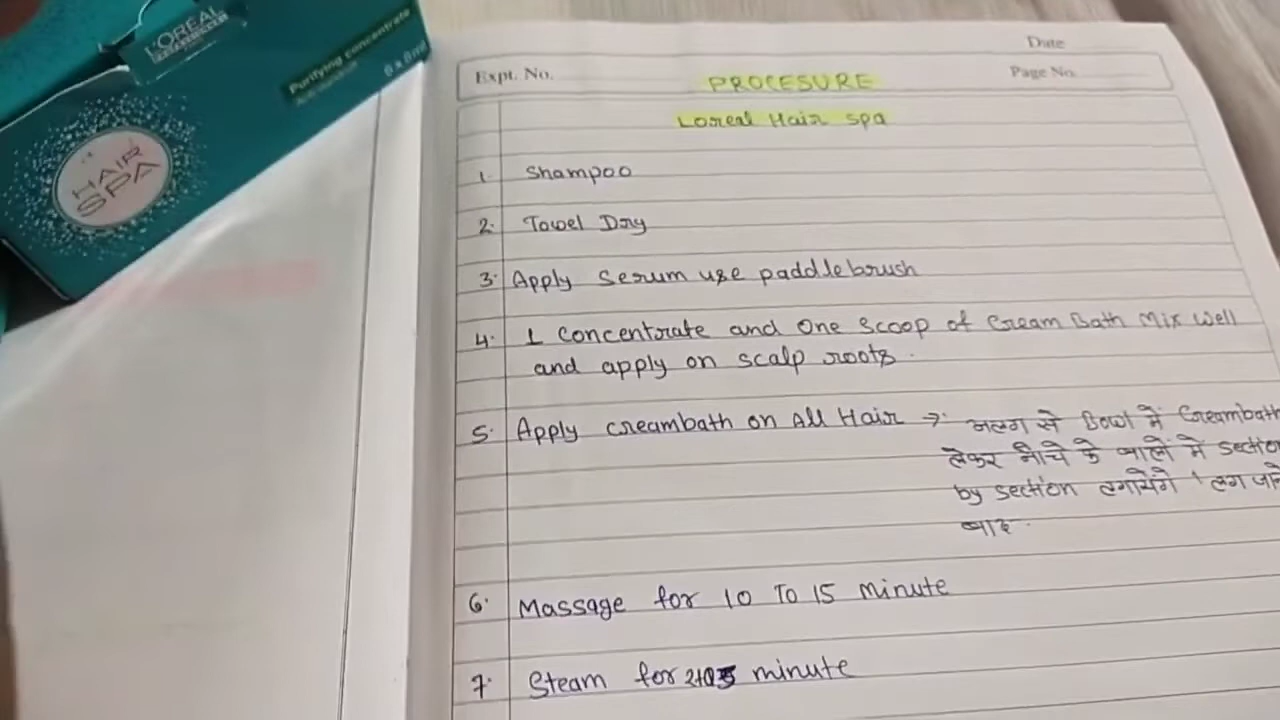 L'ORÉAL
Purifying concentrate
6 x 6ml
HAIR
SPA
Date
Expt. No.
Page No.
PROCESURE
Loreal Hair spa
1. Shampoo
2. Towel Dry
3. Apply Serum use paddlebrush
4. 1 Concentrate and One Scoop of Cream Bath Mix well
and apply on scalp roots.
5. Apply creambath on All Hair → अलग से Bowl में Creambath
लेकर नीचे के बालों में section
by section लगायेंगे । लग जाने
बाद.
6. Massage for 10 To 15 Minute
7. Steam for minute